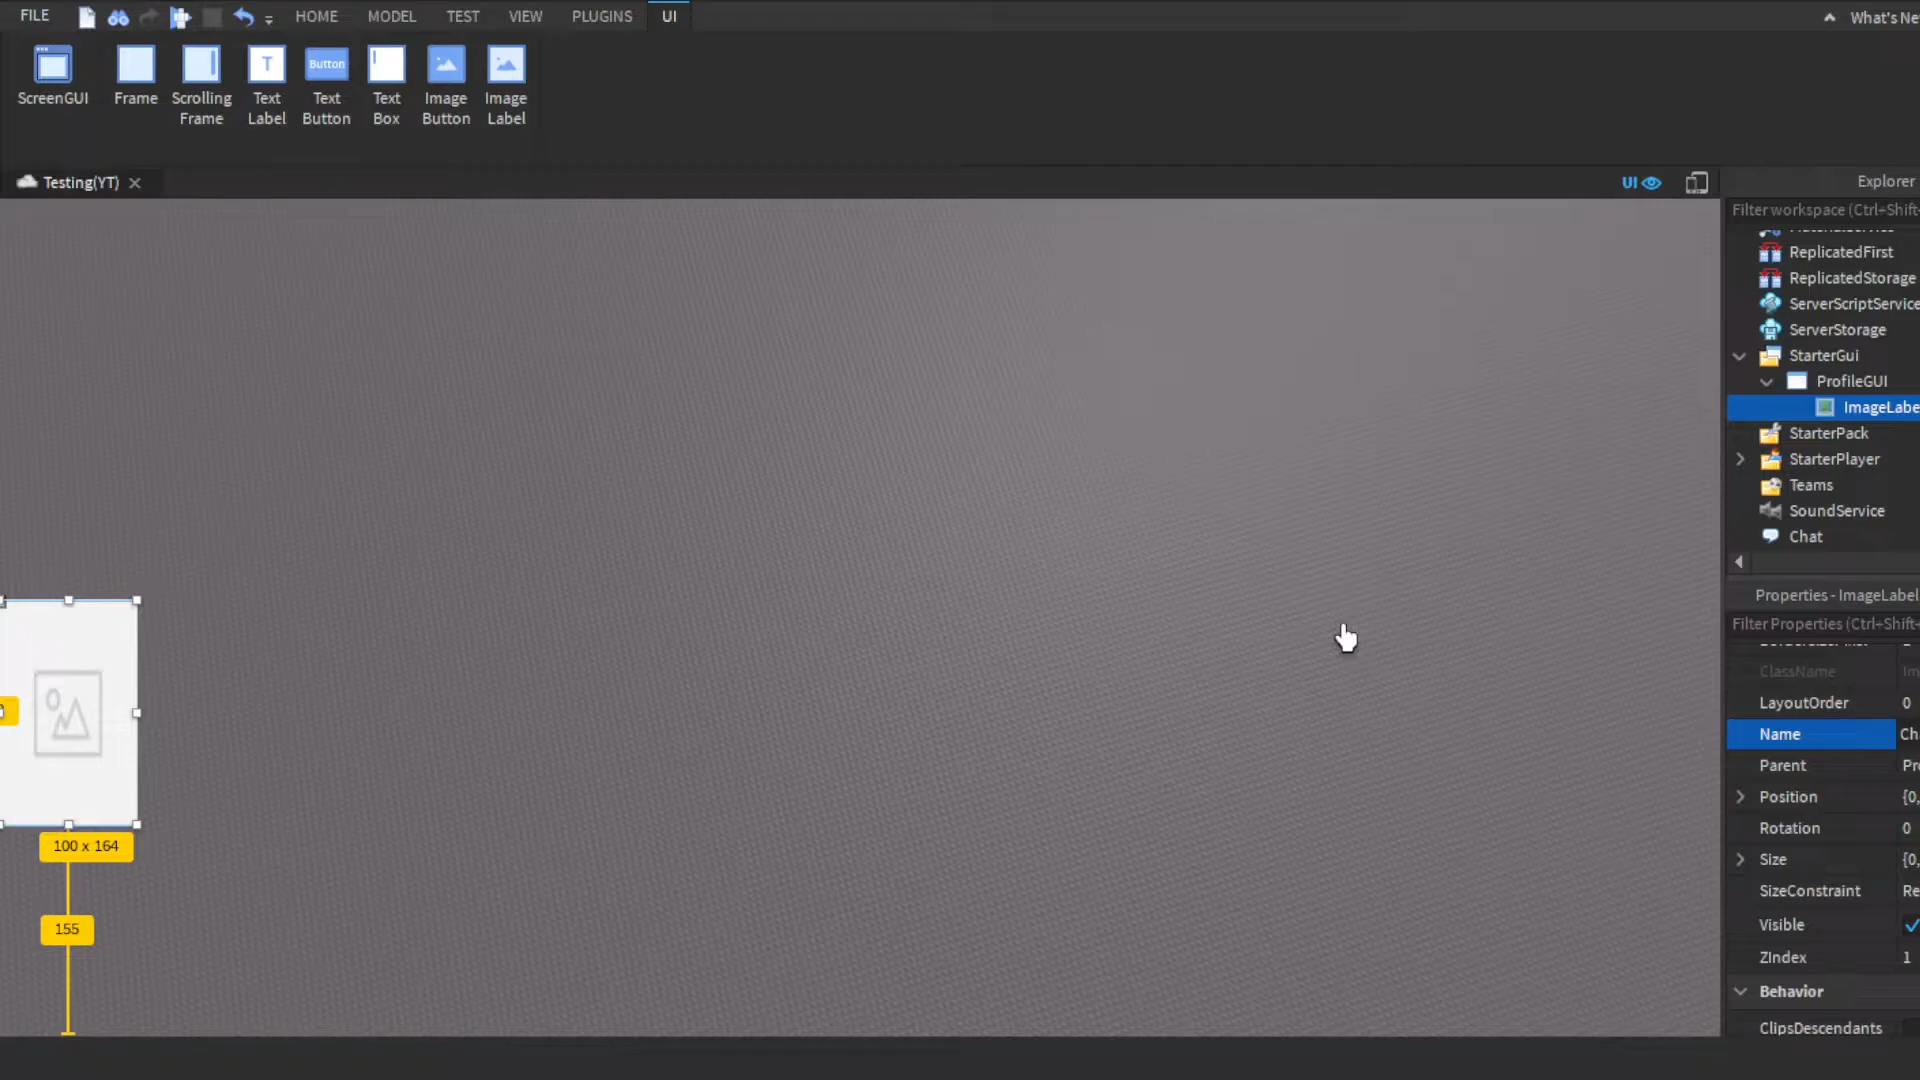 FILE
HOME
MODEL
TEST
VIEW
PLUGINS
UI
What's Ne
ScreenGUI
Frame
Scrolling
Frame
T
Text
Label
Button
Text
Button
Text
Box
Image
Button
Image
Label
Testing(YT)
UI
Explorer
Filter workspace (Ctrl+Shift+
ReplicatedFirst
ReplicatedStorage
ServerScriptService
ServerStorage
StarterGui
ProfileGUI
ImageLabe
StarterPack
StarterPlayer
Teams
SoundService
Chat
Properties - ImageLabel
Filter Properties (Ctrl+Shift+
ClassName Im
LayoutOrder 0
Name Ch
Parent Pro
Position {0,
Rotation 0
Size {0,
SizeConstraint Re
Visible
ZIndex 1
Behavior
ClipsDescendants
100 x 164
155